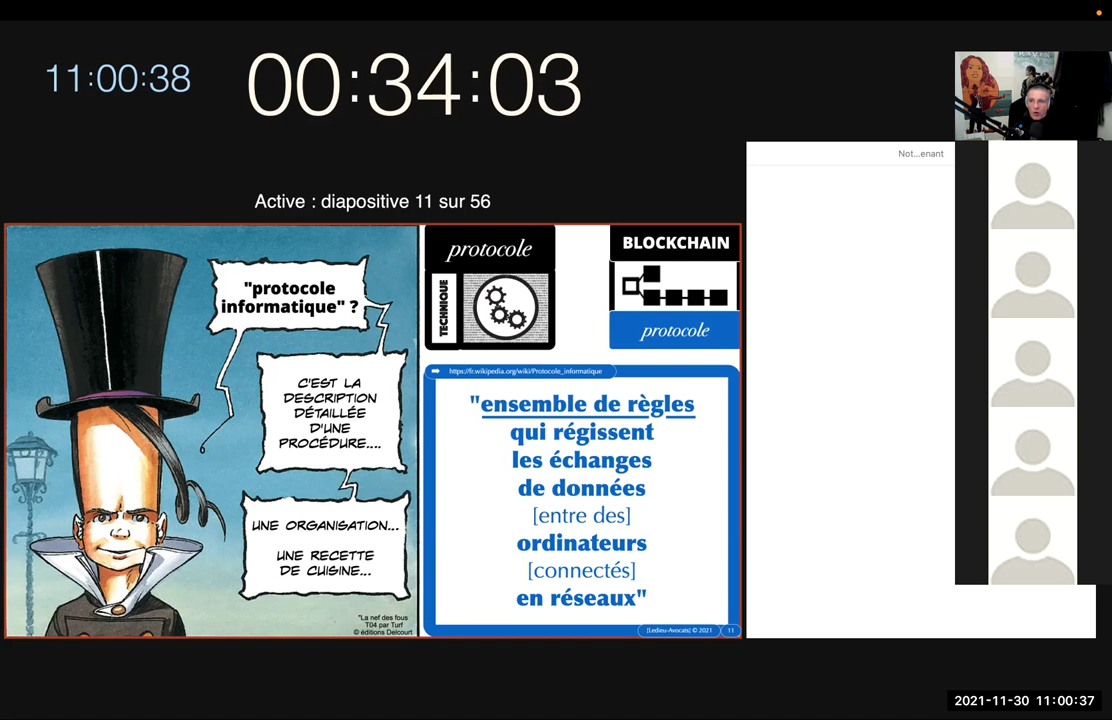 11:00:38
00:34:03
Active : diapositive 11 sur 56
Not...enant
"protocole
informatique" ?
C'EST LA
DESCRIPTION
DÉTAILLÉE
D'UNE
PROCÉDURE....
UNE ORGANISATION...
UNE RECETTE
DE CUISINE...
"La nef des fous
T04 par Turf
© éditions Delcourt
protocole
TECHNIQUE
BLOCKCHAIN
protocole
https://fr.wikipedia.org/wiki/Protocole_informatique
"ensemble de règles
qui régissent
les échanges
de données
[entre des]
ordinateurs
[connectés]
en réseaux"
[Ledieu-Avocats] © 2021
11
2021-11-30 11:00:37